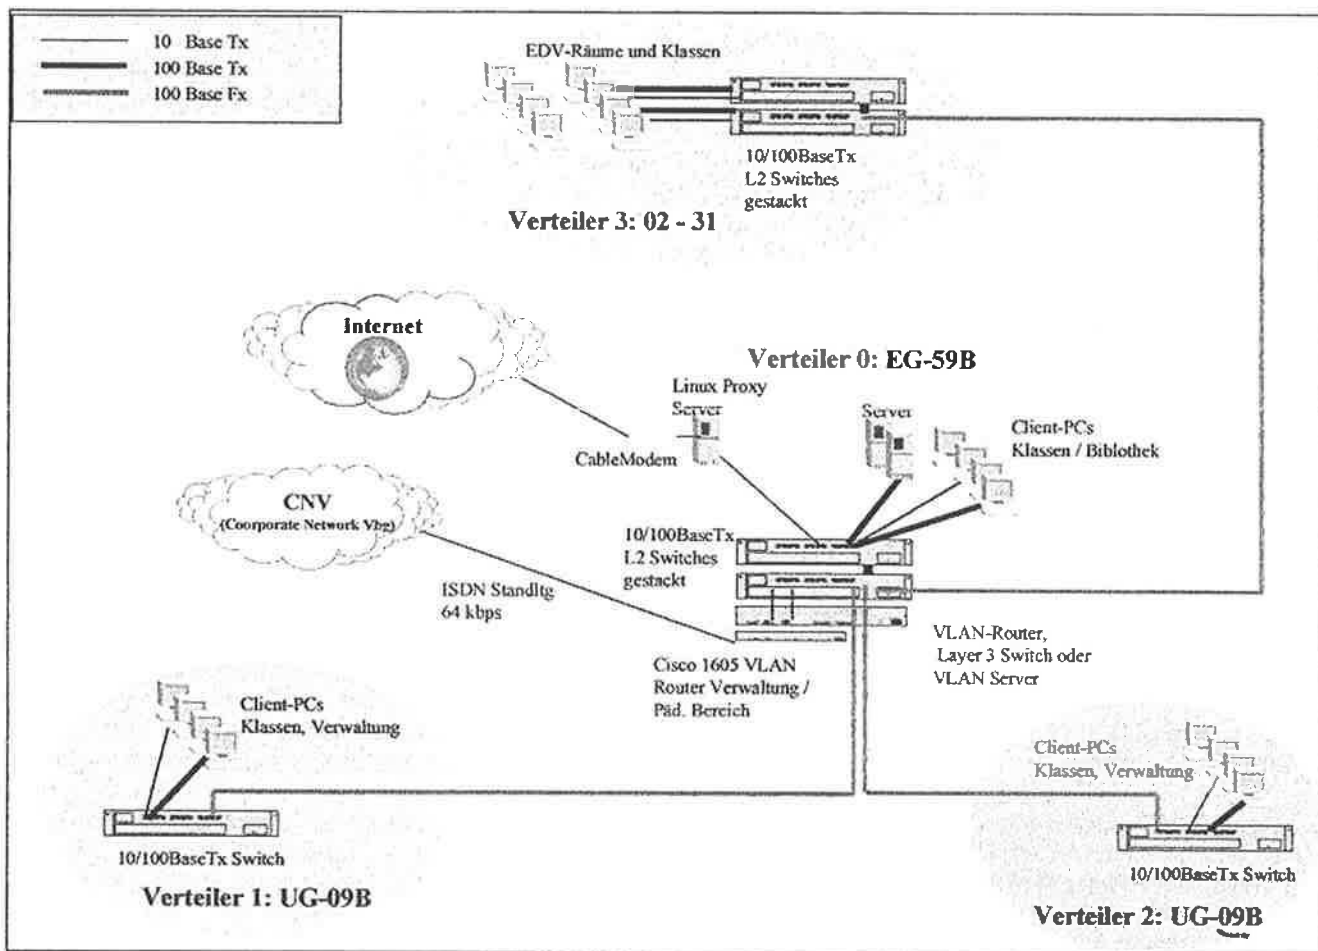 10 Base Tx
100 Base Tx
100 Base Fx
EDV-Räume und Klassen
10/100BaseTx
L2 Switches
gestackt
Verteiler 3: 02 - 31
Internet
Verteiler 0: EG-59B
Linux Proxy
Server
Server
Client-PCs
Klassen / Biblothek
CableModem
CNV
(Coorporate Network Vbg)
10/100BaseTx
L2 Switches
gestackt
ISDN Standltg
64 kbps
VLAN-Router,
Layer 3 Switch oder
VLAN Server
Cisco 1605 VLAN
Router Verwaltung /
Päd. Bereich
Client-PCs
Klassen, Verwaltung
Client-PCs
Klassen, Verwaltung
10/100BaseTx Switch
10/100BaseTx Switch
Verteiler 1: UG-09B
Verteiler 2: UG-09B